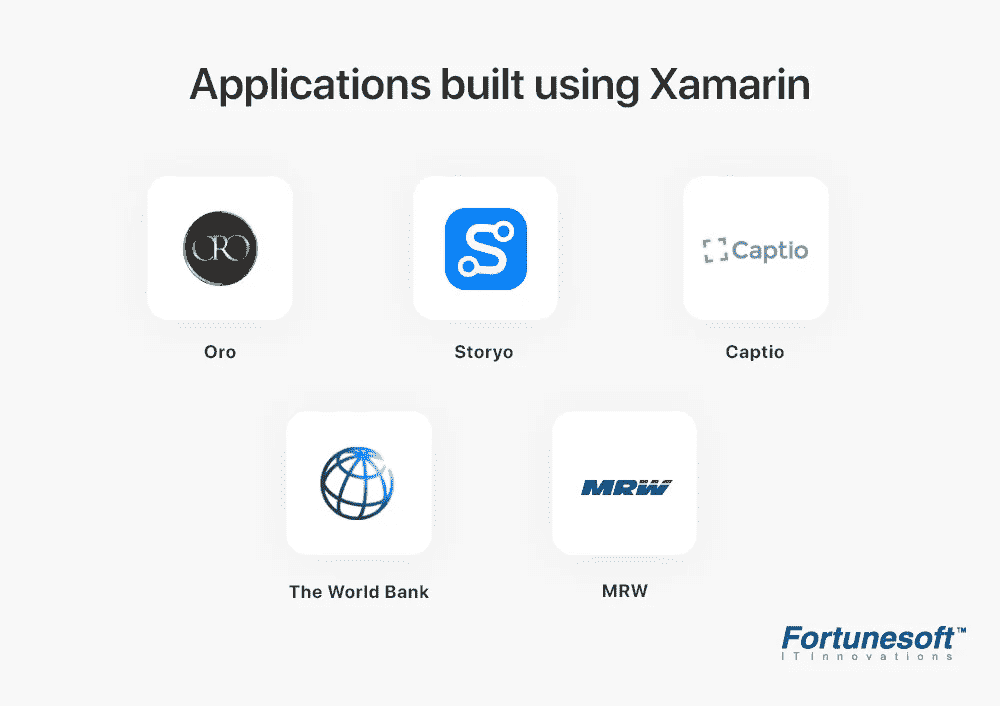 Applications built using Xamarin
ORO
Captio
Oro
Storyo
Captio
MRW
The World Bank
MRW
Fortunesoft™
IT Innovations